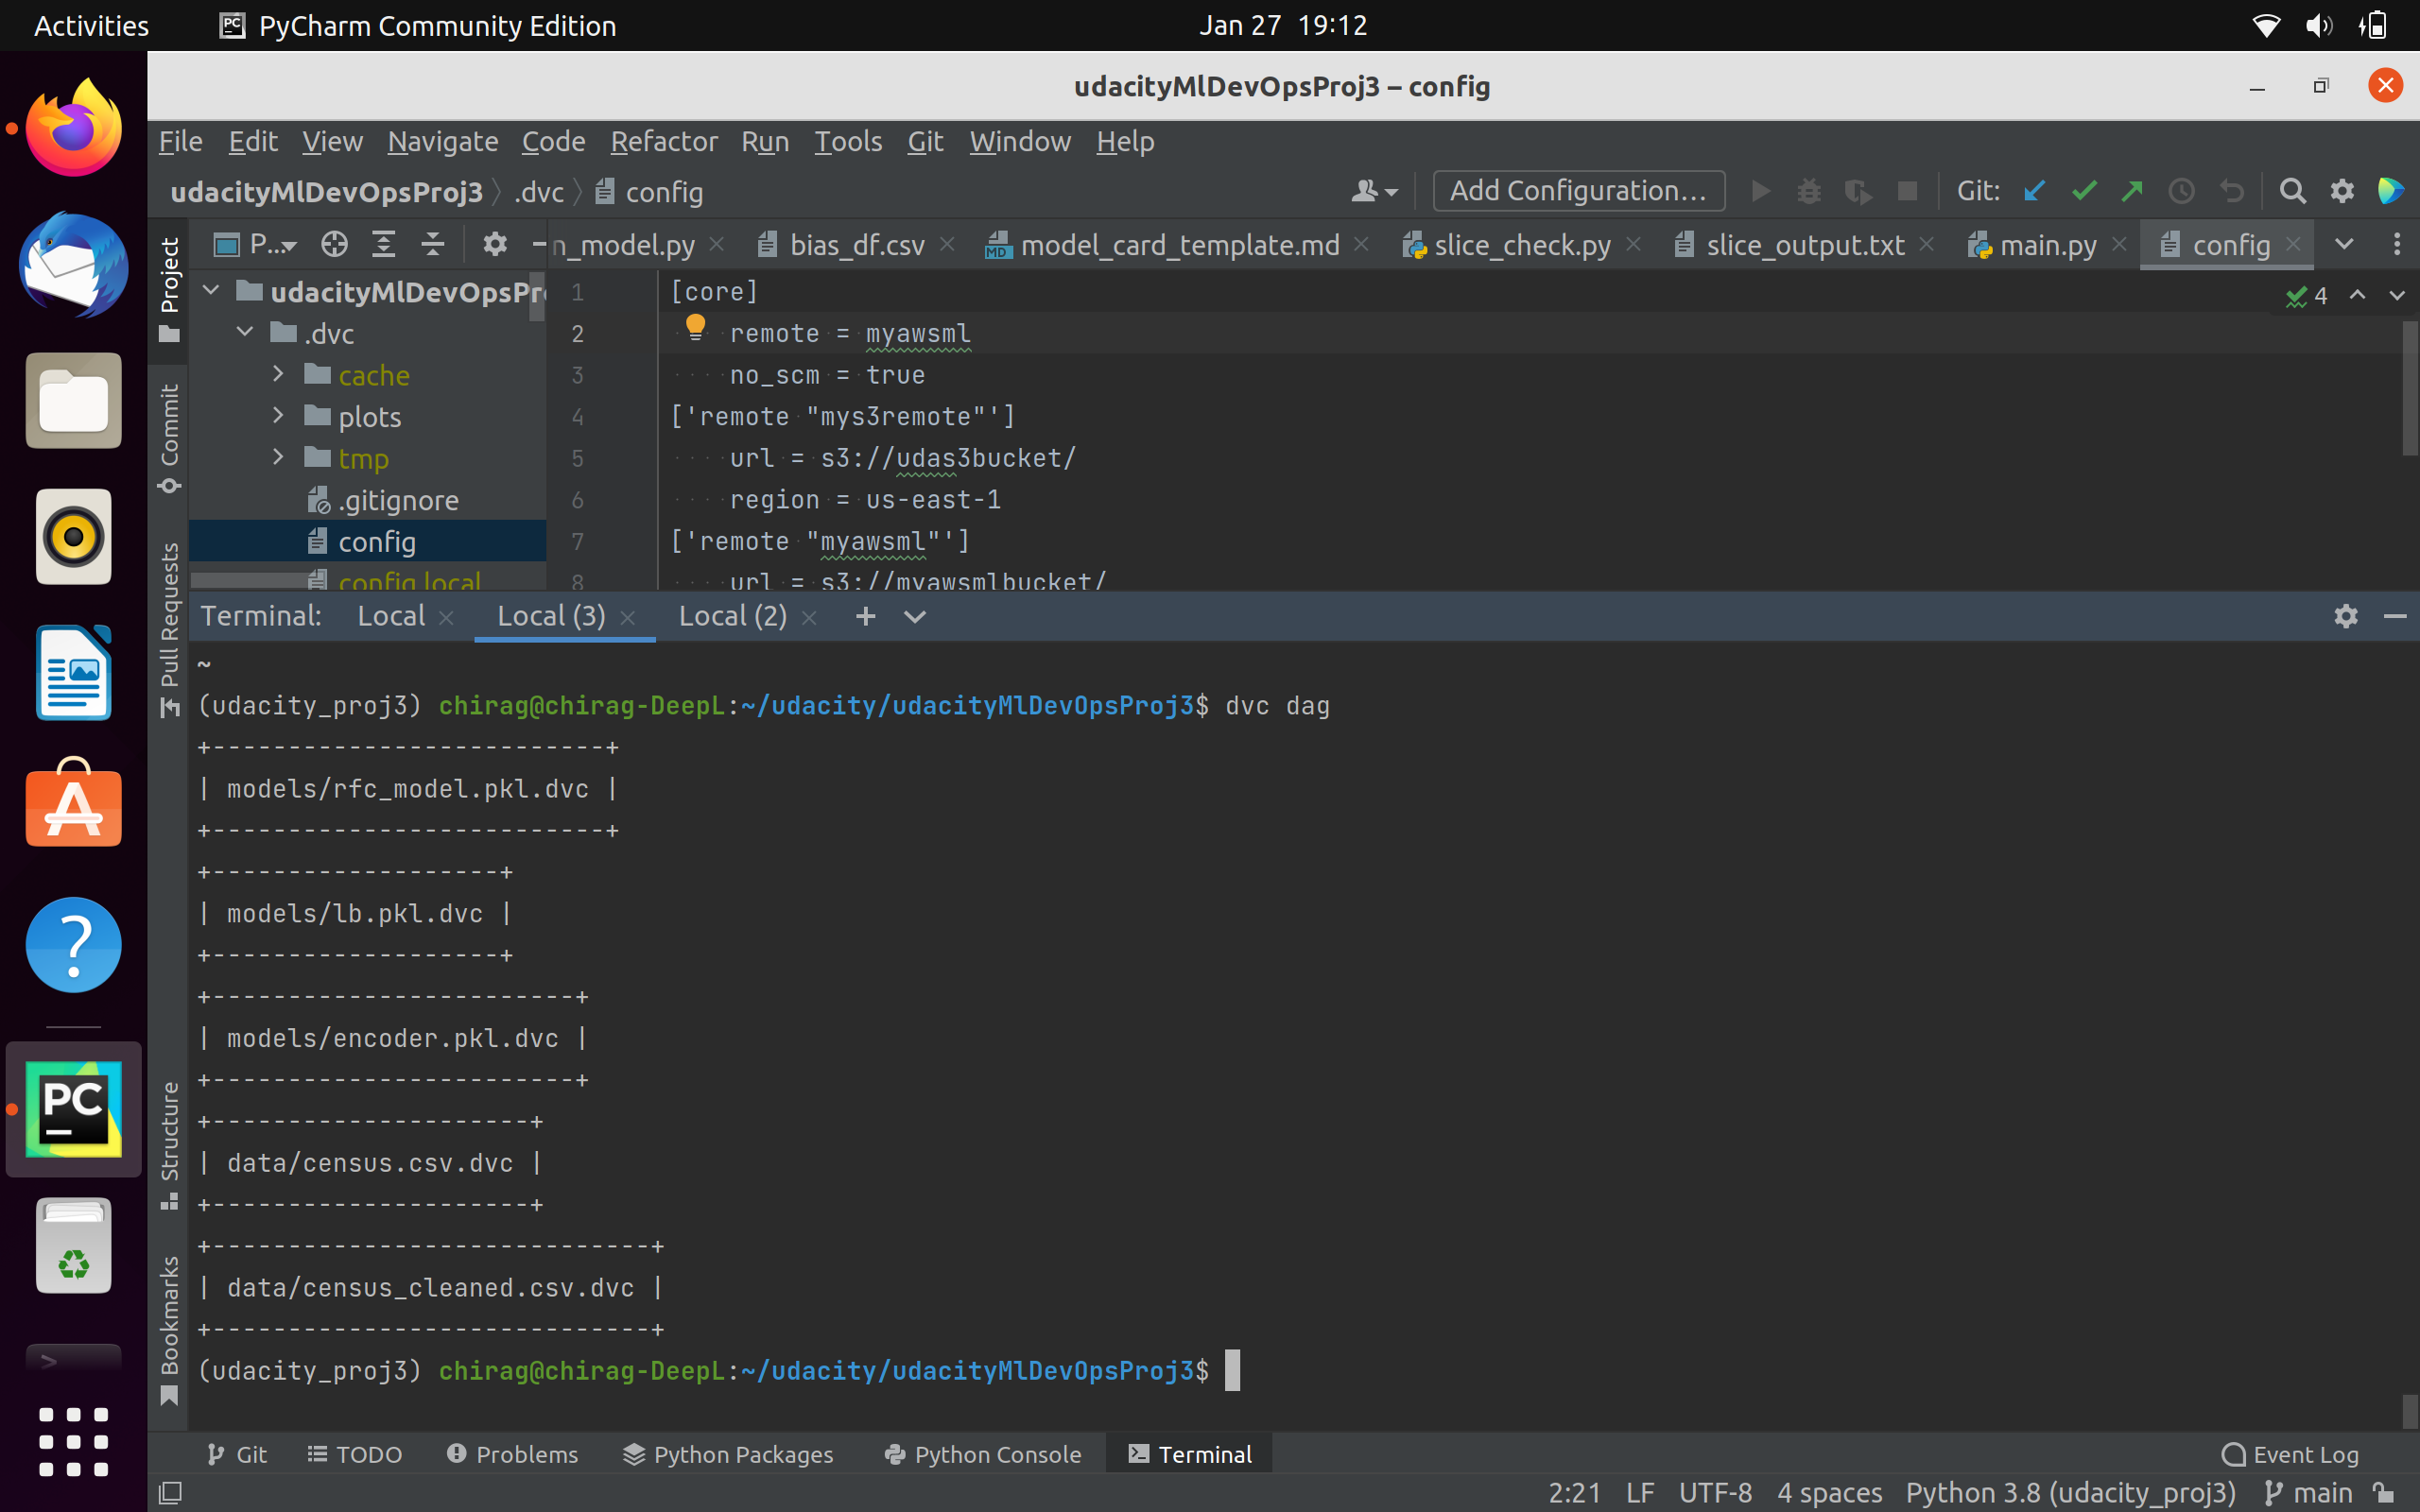 Activities PyCharm Community Edition Jan 27 19:12
udacityMlDevOpsProj3 – config
File Edit View Navigate Code Refactor Run Tools Git Window Help
udacityMlDevOpsProj3 .dvc config Add Configuration... Git:
Project P... n_model.py bias_df.csv model_card_template.md slice_check.py slice_output.txt main.py config
udacityMlDevOpsPr
.dvc
cache
plots
tmp
.gitignore
config
config.local
1 [core]
2 remote = myawsml
3 no_scm = true
4 ['remote "mys3remote"']
5 url = s3://udas3bucket/
6 region = us-east-1
7 ['remote "myawsml"']
8 url = s3://myawsmlbucket/
4
Commit
Pull Requests
Structure
Bookmarks
Terminal: Local Local (3) Local (2)
~
(udacity_proj3) chirag@chirag-DeepL:~/udacity/udacityMlDevOpsProj3$ dvc dag
+--------------------------+
| models/rfc_model.pkl.dvc |
+--------------------------+
+-------------------+
| models/lb.pkl.dvc |
+-------------------+
+------------------------+
| models/encoder.pkl.dvc |
+------------------------+
+---------------------+
| data/census.csv.dvc |
+---------------------+
+-----------------------------+
| data/census_cleaned.csv.dvc |
+-----------------------------+
(udacity_proj3) chirag@chirag-DeepL:~/udacity/udacityMlDevOpsProj3$
Git TODO Problems Python Packages Python Console Terminal Event Log
2:21 LF UTF-8 4 spaces Python 3.8 (udacity_proj3) main
PC